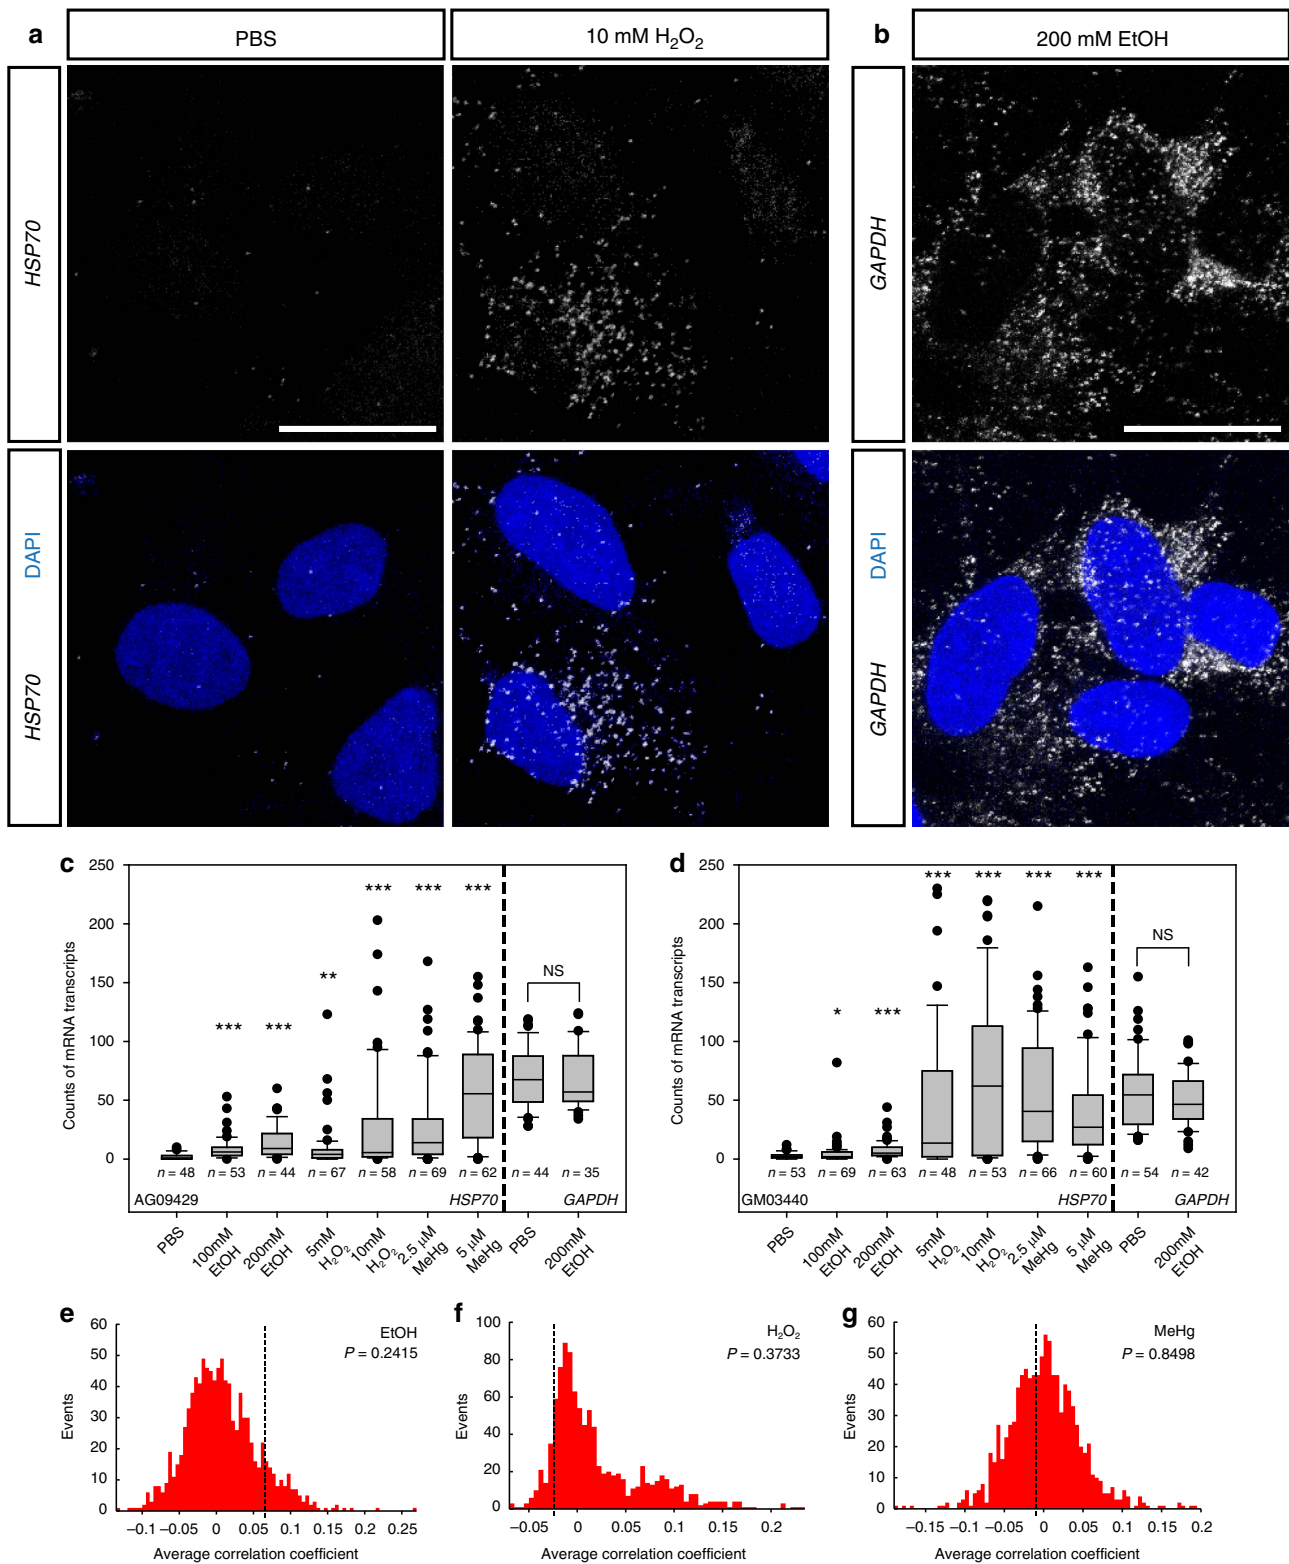 a
PBS
10 mM H₂O₂
b
200 mM EtOH
HSP70
GAPDH
HSP70 DAPI
GAPDH DAPI
c
Counts of mRNA transcripts
250
200
150
100
50
0
***
***
**
***
***
***
NS
n = 48
n = 53
n = 44
n = 67
n = 58
n = 69
n = 62
n = 44
n = 35
AG09429
HSP70
GAPDH
PBS
100mM EtOH
200mM EtOH
5mM H₂O₂
10mM H₂O₂
2.5 µM MeHg
5 µM MeHg
PBS
200mM EtOH
d
Counts of mRNA transcripts
250
200
150
100
50
0
*
***
***
***
***
***
NS
n = 53
n = 69
n = 63
n = 48
n = 53
n = 66
n = 60
n = 54
n = 42
GM03440
HSP70
GAPDH
PBS
100mM EtOH
200mM EtOH
5mM H₂O₂
10mM H₂O₂
2.5 µM MeHg
5 µM MeHg
PBS
200mM EtOH
e
EtOH
P = 0.2415
Events
60
50
40
30
20
10
0
−0.1 −0.05 0 0.05 0.1 0.15 0.2 0.25
Average correlation coefficient
f
H₂O₂
P = 0.3733
Events
100
80
60
40
20
0
−0.05 0 0.05 0.1 0.15 0.2
Average correlation coefficient
g
MeHg
P = 0.8498
Events
60
50
40
30
20
10
0
−0.15 −0.1 −0.05 0 0.05 0.1 0.15 0.2
Average correlation coefficient